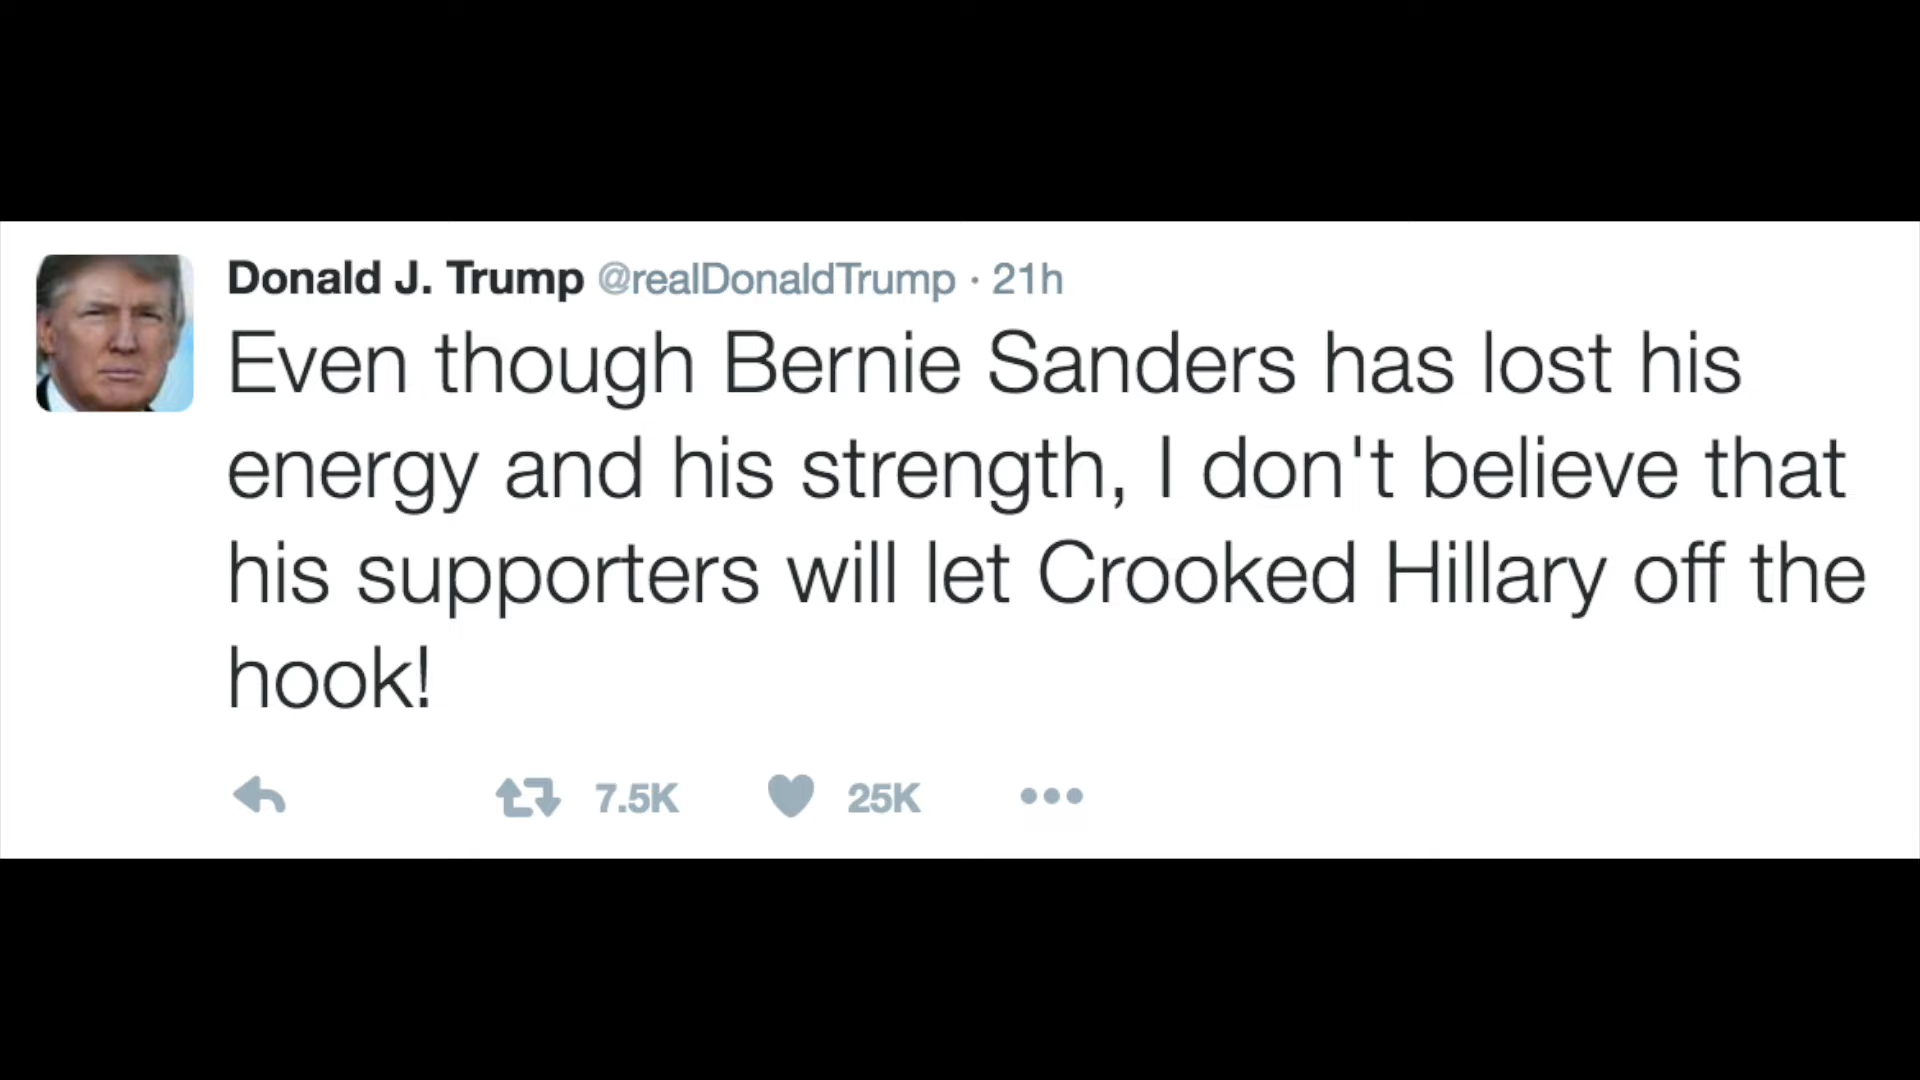 Donald J. Trump @realDonaldTrump · 21h
Even though Bernie Sanders has lost his
energy and his strength, I don't believe that
his supporters will let Crooked Hillary off the
hook!
7.5K 25K